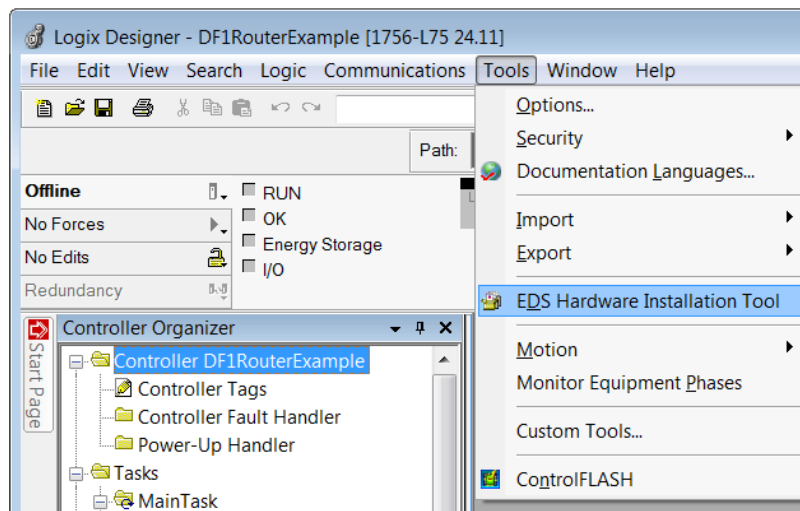 Logix Designer - DF1RouterExample [1756-L75 24.11]
File Edit View Search Logic Communications Tools Window Help
Path:
Offline
No Forces
No Edits
Redundancy
RUN
OK
Energy Storage
I/O
Start Page
Controller Organizer
Controller DF1RouterExample
Controller Tags
Controller Fault Handler
Power-Up Handler
Tasks
MainTask
Options...
Security
Documentation Languages...
Import
Export
EDS Hardware Installation Tool
Motion
Monitor Equipment Phases
Custom Tools...
ControlFLASH